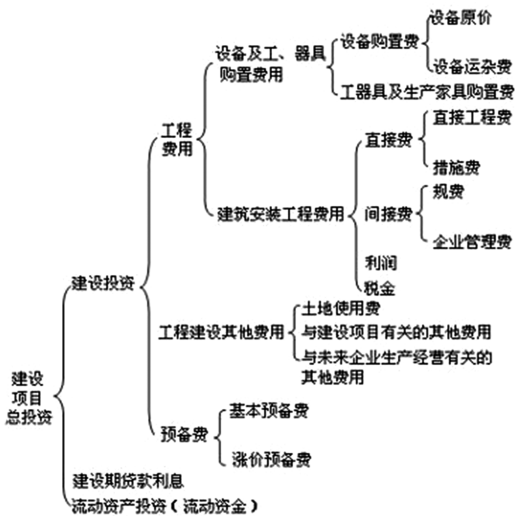 设备原价
设备购置费
设备及工、器具
购置费用
设备运杂费
工器具及生产家具购置费
工程
费用
直接工程费
直接费
措施费
规费
建筑安装工程费用
间接费
企业管理费
利润
税金
建设投资
土地使用费
工程建设其他费用
与建设项目有关的其他费用
与未来企业生产经营有关的
其他费用
建设
项目
总投资
基本预备费
预备费
涨价预备费
建设期贷款利息
流动资产投资（流动资金）